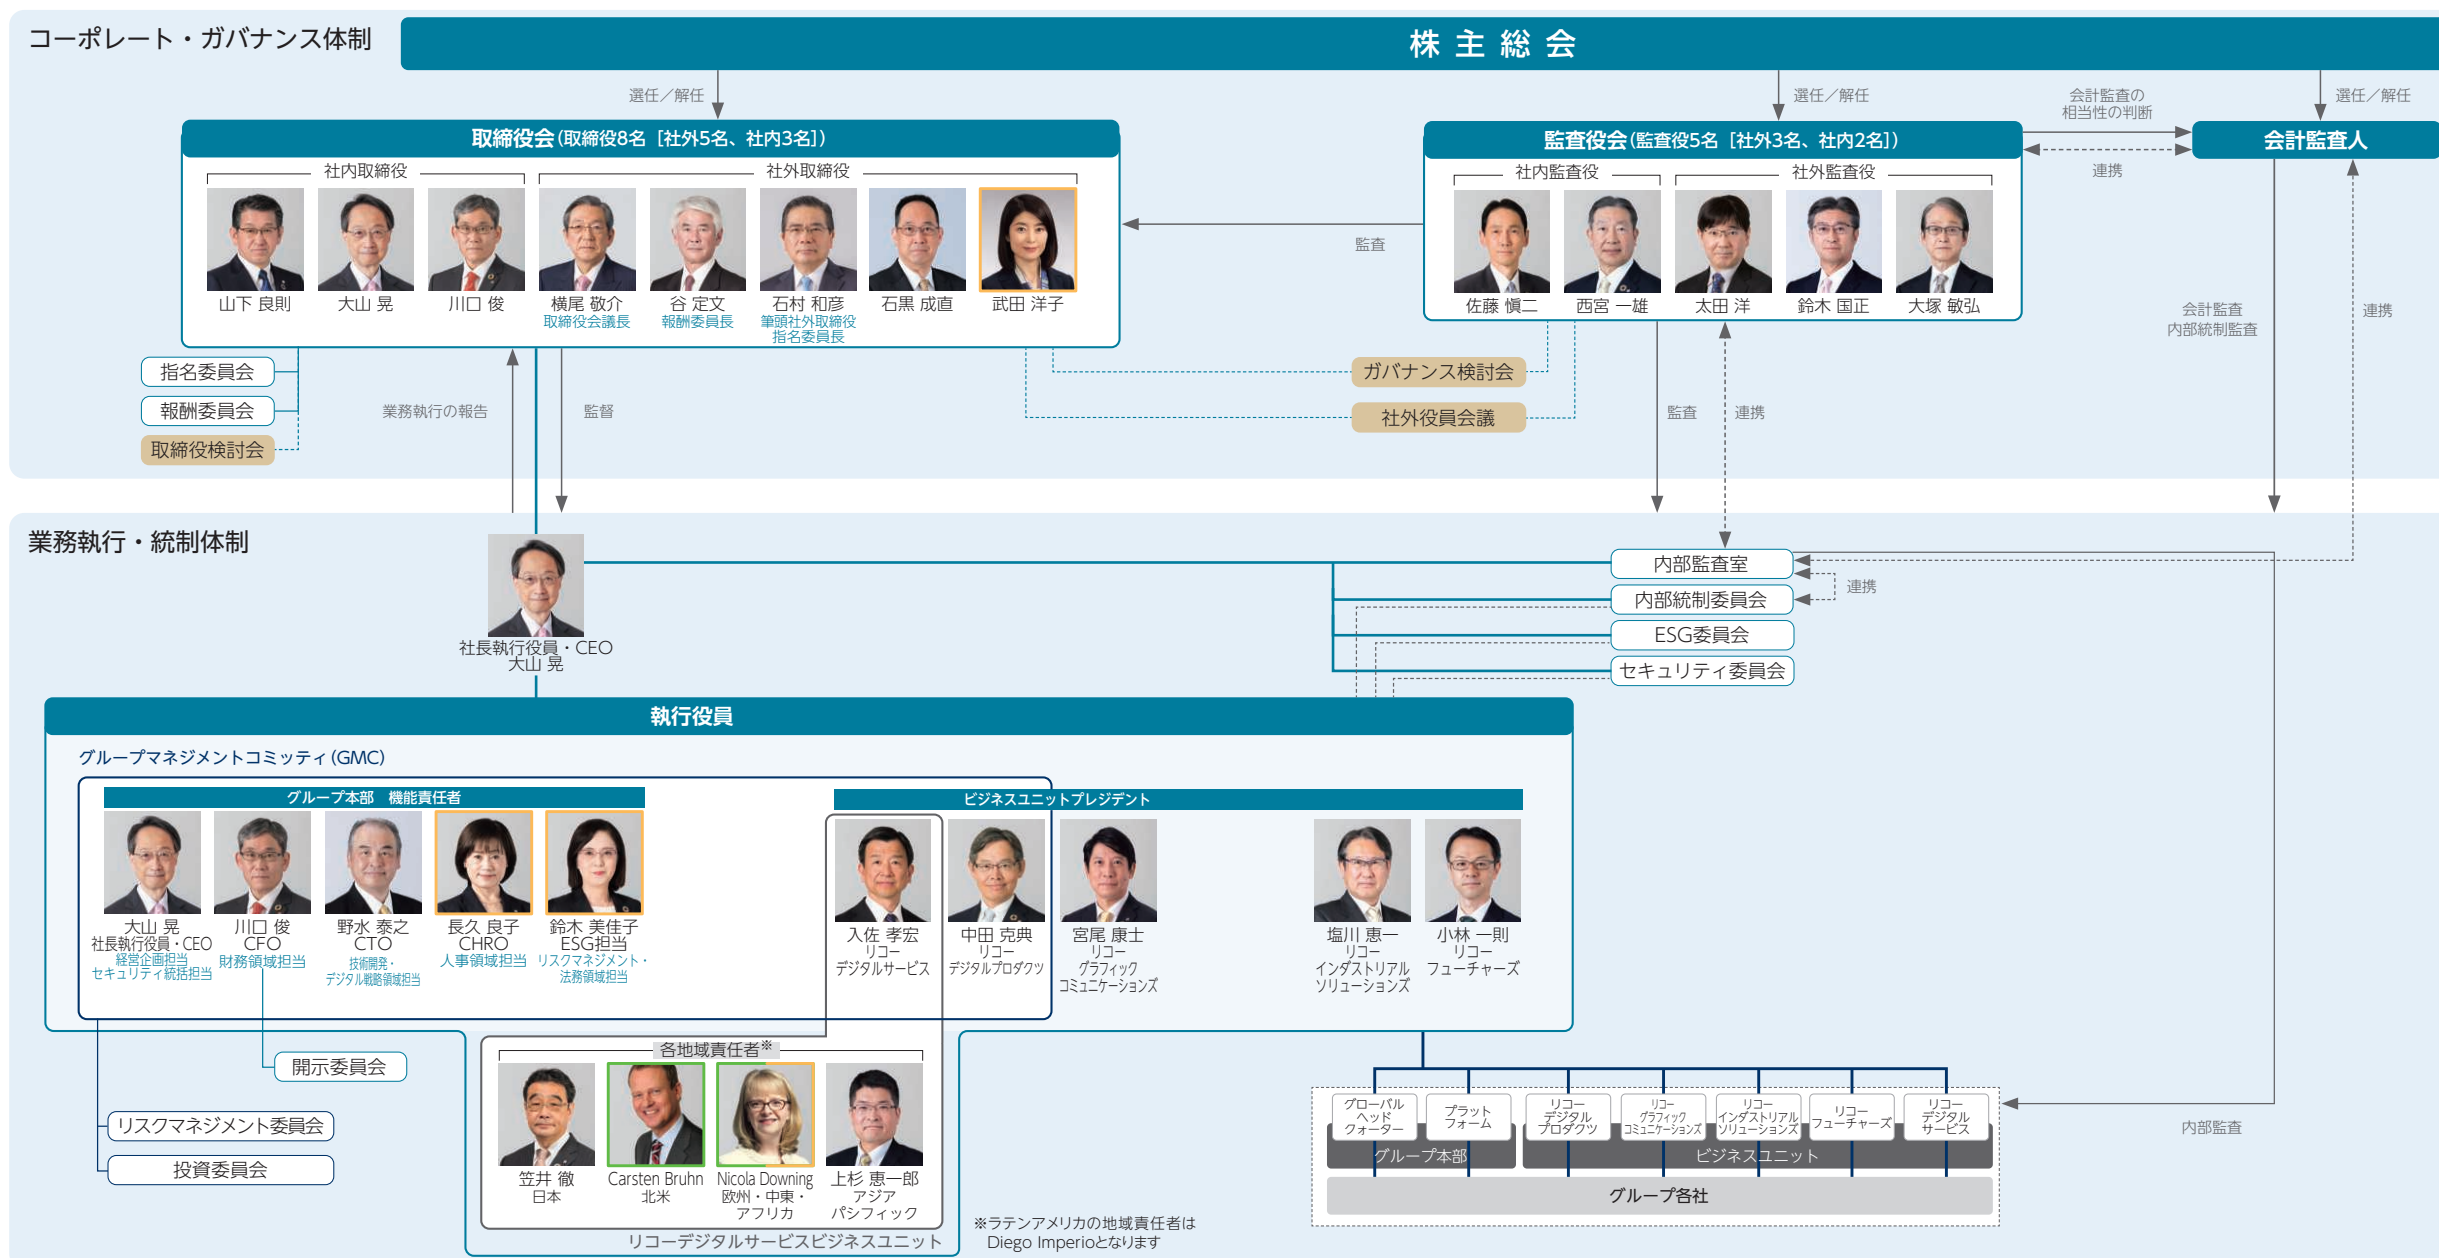 コーポレート・ガバナンス体制
株主総会
選任／解任
選任／解任
会計監査の
相当性の判断
選任／解任
取締役会(取締役8名［社外5名、社内3名］)
監査役会(監査役5名［社外3名、社内2名］)
会計監査人
連携
社内取締役
社外取締役
社内監査役
社外監査役
監査
山下 良則
大山 晃
川口 俊
横尾 敬介
取締役会議長
谷 定文
報酬委員長
石村 和彦
筆頭社外取締役
指名委員長
石黒 成直
武田 洋子
佐藤 愼二
西宮 一雄
太田 洋
鈴木 国正
大塚 敏弘
会計監査
内部統制監査
連携
指名委員会
報酬委員会
取締役検討会
業務執行の報告
監督
ガバナンス検討会
社外役員会議
監査
連携
業務執行・統制体制
社長執行役員・CEO
大山 晃
内部監査室
内部統制委員会
ESG委員会
セキュリティ委員会
連携
執行役員
グループマネジメントコミッティ(GMC)
グループ本部　機能責任者
ビジネスユニットプレジデント
大山 晃
社長執行役員・CEO
経営企画担当
セキュリティ統括担当
川口 俊
CFO
財務領域担当
野水 泰之
CTO
技術開発・
デジタル戦略領域担当
長久 良子
CHRO
人事領域担当
鈴木 美佳子
ESG担当
リスクマネジメント・
法務領域担当
入佐 孝宏
リコー
デジタルサービス
中田 克典
リコー
デジタルプロダクツ
宮尾 康士
リコー
グラフィック
コミュニケーションズ
塩川 恵一
リコー
インダストリアル
ソリューションズ
小林 一則
リコー
フューチャーズ
開示委員会
リスクマネジメント委員会
投資委員会
各地域責任者※
笠井 徹
日本
Carsten Bruhn
北米
Nicola Downing
欧州・中東・
アフリカ
上杉 恵一郎
アジア
パシフィック
リコーデジタルサービスビジネスユニット
※ラテンアメリカの地域責任者は
Diego Imperioとなります
グローバル
ヘッド
クォーター
プラット
フォーム
リコー
デジタル
プロダクツ
リコー
グラフィック
コミュニケーションズ
リコー
インダストリアル
ソリューションズ
リコー
フューチャーズ
リコー
デジタル
サービス
グループ本部
ビジネスユニット
グループ各社
内部監査